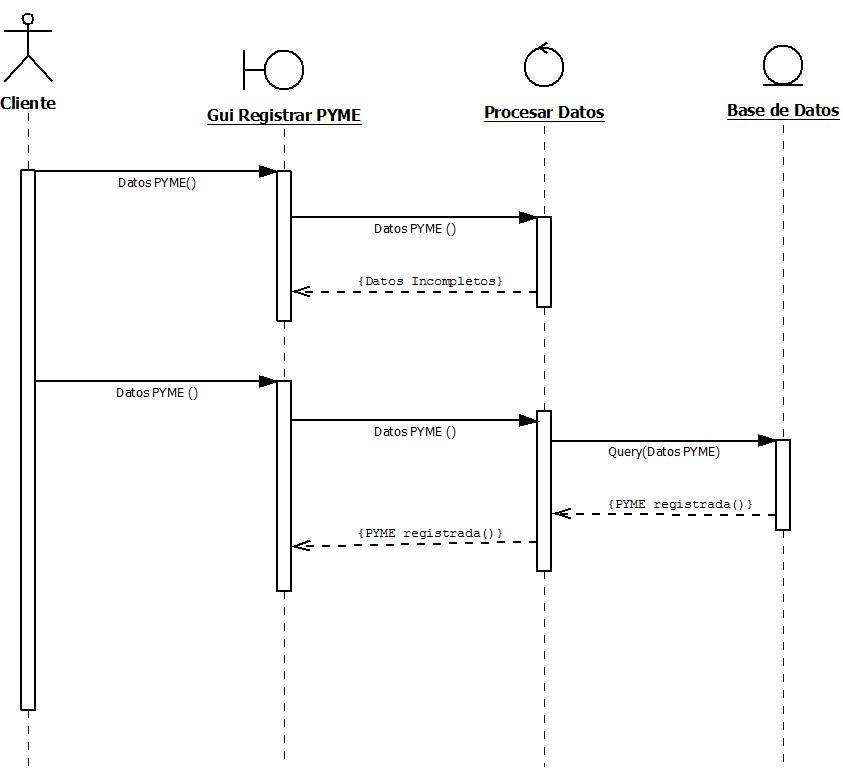 Cliente
Gui Registrar PYME
Procesar Datos
Base de Datos
Datos PYME()
Datos PYME ()
{Datos Incompletos}
Datos PYME ()
Datos PYME ()
Query(Datos PYME)
{PYME registrada()}
{PYME registrada()}